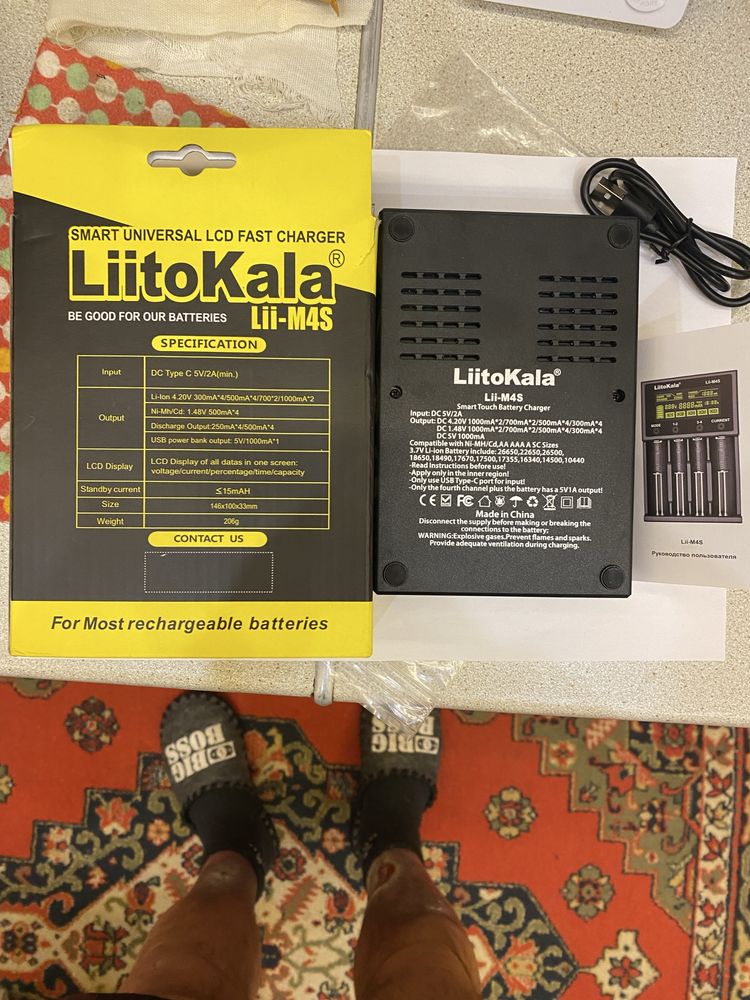 SMART UNIVERSAL LCD FAST CHARGER
LiitoKala®
BE GOOD FOR OUR BATTERIES
Lii-M4S
SPECIFICATION
Input
DC Type C 5V/2A(min.)
Output
Li-Ion 4.20V 300mA*4/500mA*4/700*2/1000mA*2
Ni-Mh/Cd: 1.48V 500mA*4
Discharge Output:250mA*4/500mA*4
USB power bank output: 5V/1000mA*1
LCD Display
LCD Display of all datas in one screen:
voltage/current/percentage/time/capacity
Standby current
≤15mAH
Size
146x100x33mm
Weight
206g
CONTACT US
For Most rechargeable batteries
LiitoKala®
Lii-M4S
Smart Touch Battery Charger
Input: DC 5V/2A
Output: DC 4.20V 1000mA*2/700mA*2/500mA*4/300mA*4
DC 1.48V 1000mA*2/700mA*2/500mA*4/300mA*4
DC 5V 1000mA
Compatible with Ni-MH/Cd,AA AAA A SC Sizes
3.7V Li-ion Battery Include: 26650,22650,26500,
18650,18490,17670,17500,17355,16340,14500,10440
-Read Instructions before use!
-Apply only in the inner region!
-Only use USB Type-C port for input!
-Only the fourth channel plus the battery has a 5V1A output!
Made in China
Disconnect the supply before making or breaking the
connections to the battery;
WARNING:Explosive gases.Prevent flames and sparks.
Provide adequate ventilation during charging.
LiitoKala®
Lii-M4S
MODE
1-2
3-4
CURRENT
Lii-M4S
Руководство пользователя
BIG
BOSS
BIG
BOSS